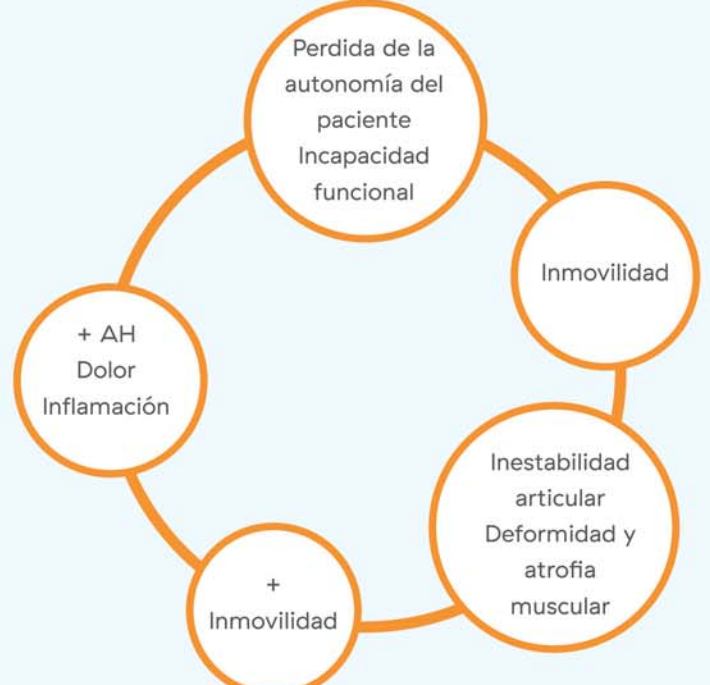 Perdida de la
autonomía del
paciente
Incapacidad
funcional
Inmovilidad
Inestabilidad
articular
Deformidad y
atrofia
muscular
+
Inmovilidad
+ AH
Dolor
Inflamación